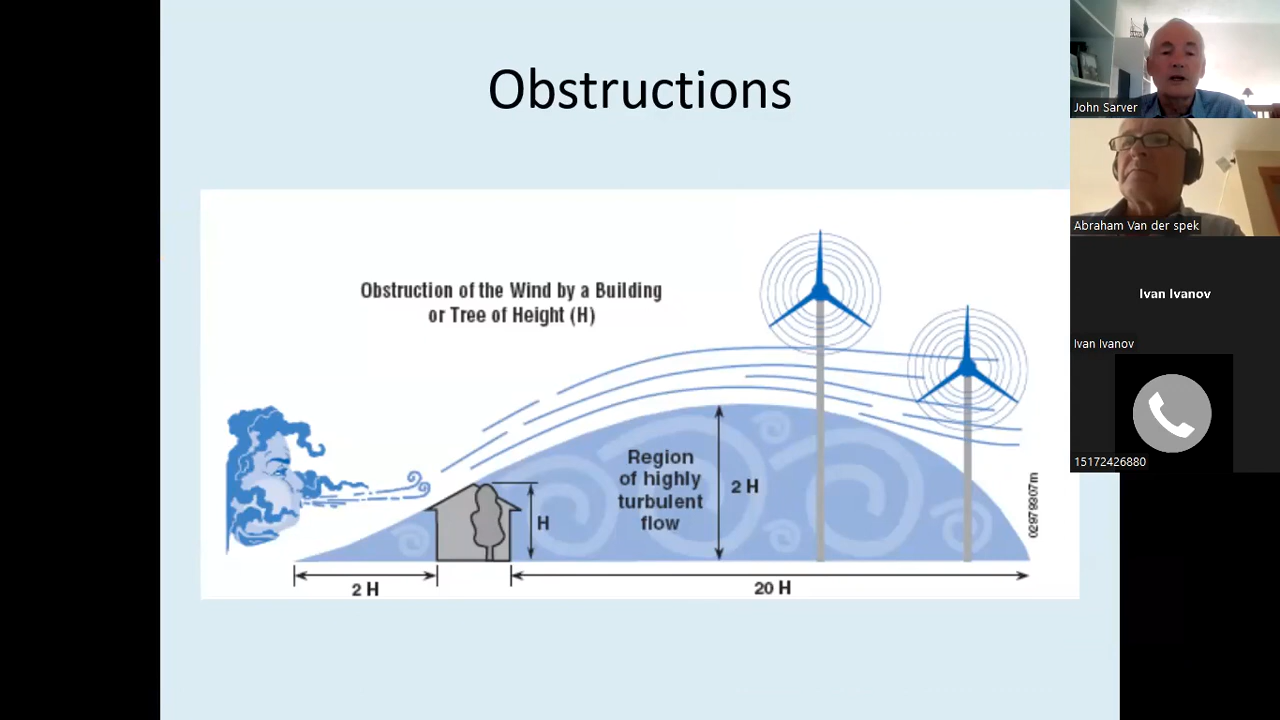 Obstructions
Obstruction of the Wind by a Building
or Tree of Height (H)
Region
of highly
turbulent
flow
2 H
H
2 H
20 H
02979907m
John Sarver
Abraham Van der spek
Ivan Ivanov
Ivan Ivanov
15172426880